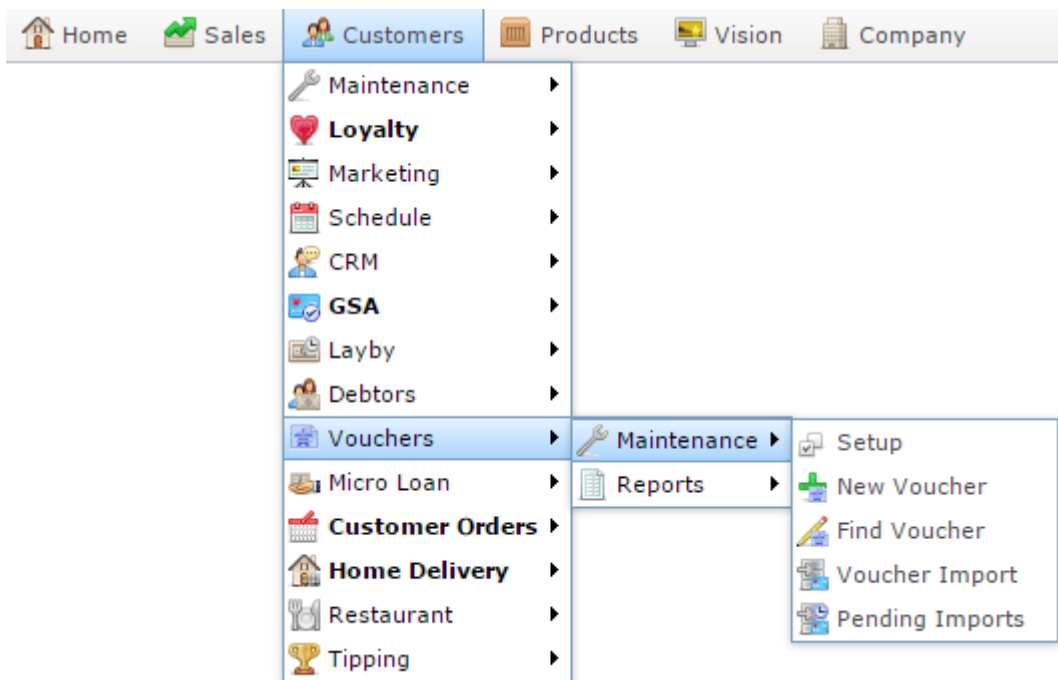 Home Sales Customers Products Vision Company
Maintenance
Loyalty
Marketing
Schedule
CRM
GSA
Layby
Debtors
Vouchers
Micro Loan
Customer Orders
Home Delivery
Restaurant
Tipping
Maintenance
Reports
Setup
New Voucher
Find Voucher
Voucher Import
Pending Imports